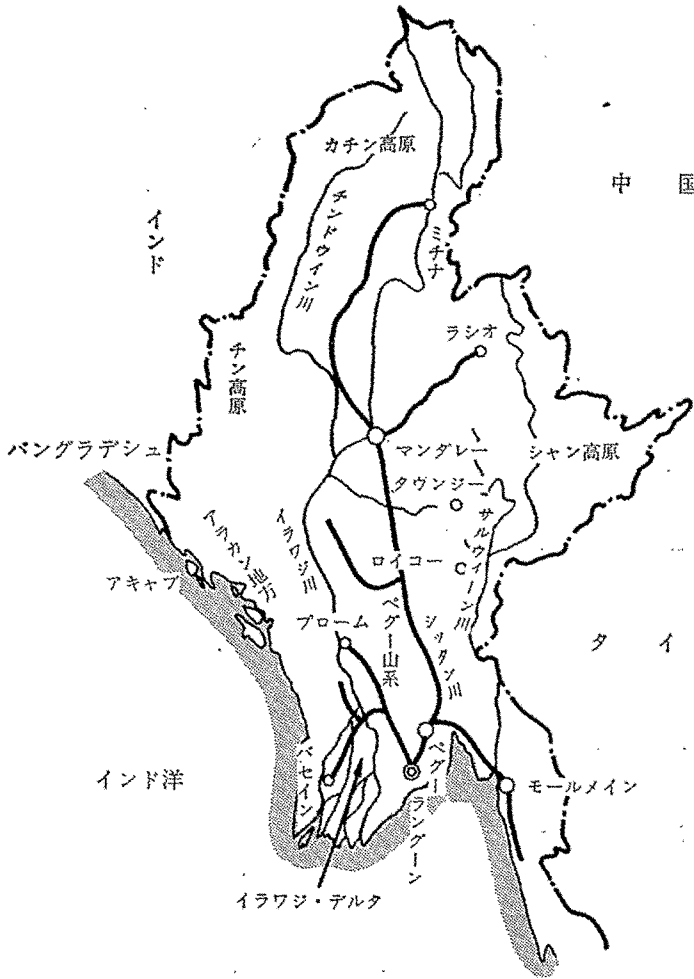 カチン高原
中国
インド
チンドウイン川
ミチナ
ラシオ
チン高原
バングラデシュ
マンダレー
シャン高原
タウンジー
サルウィーン川
アラカン地方
イラワジ川
アキャブ
ロイコー
プローム
ペグー山系
シッタン川
タイ
インド洋
バセイン
ペグー
モールメイン
ラングーン
イラワジ・デルタ